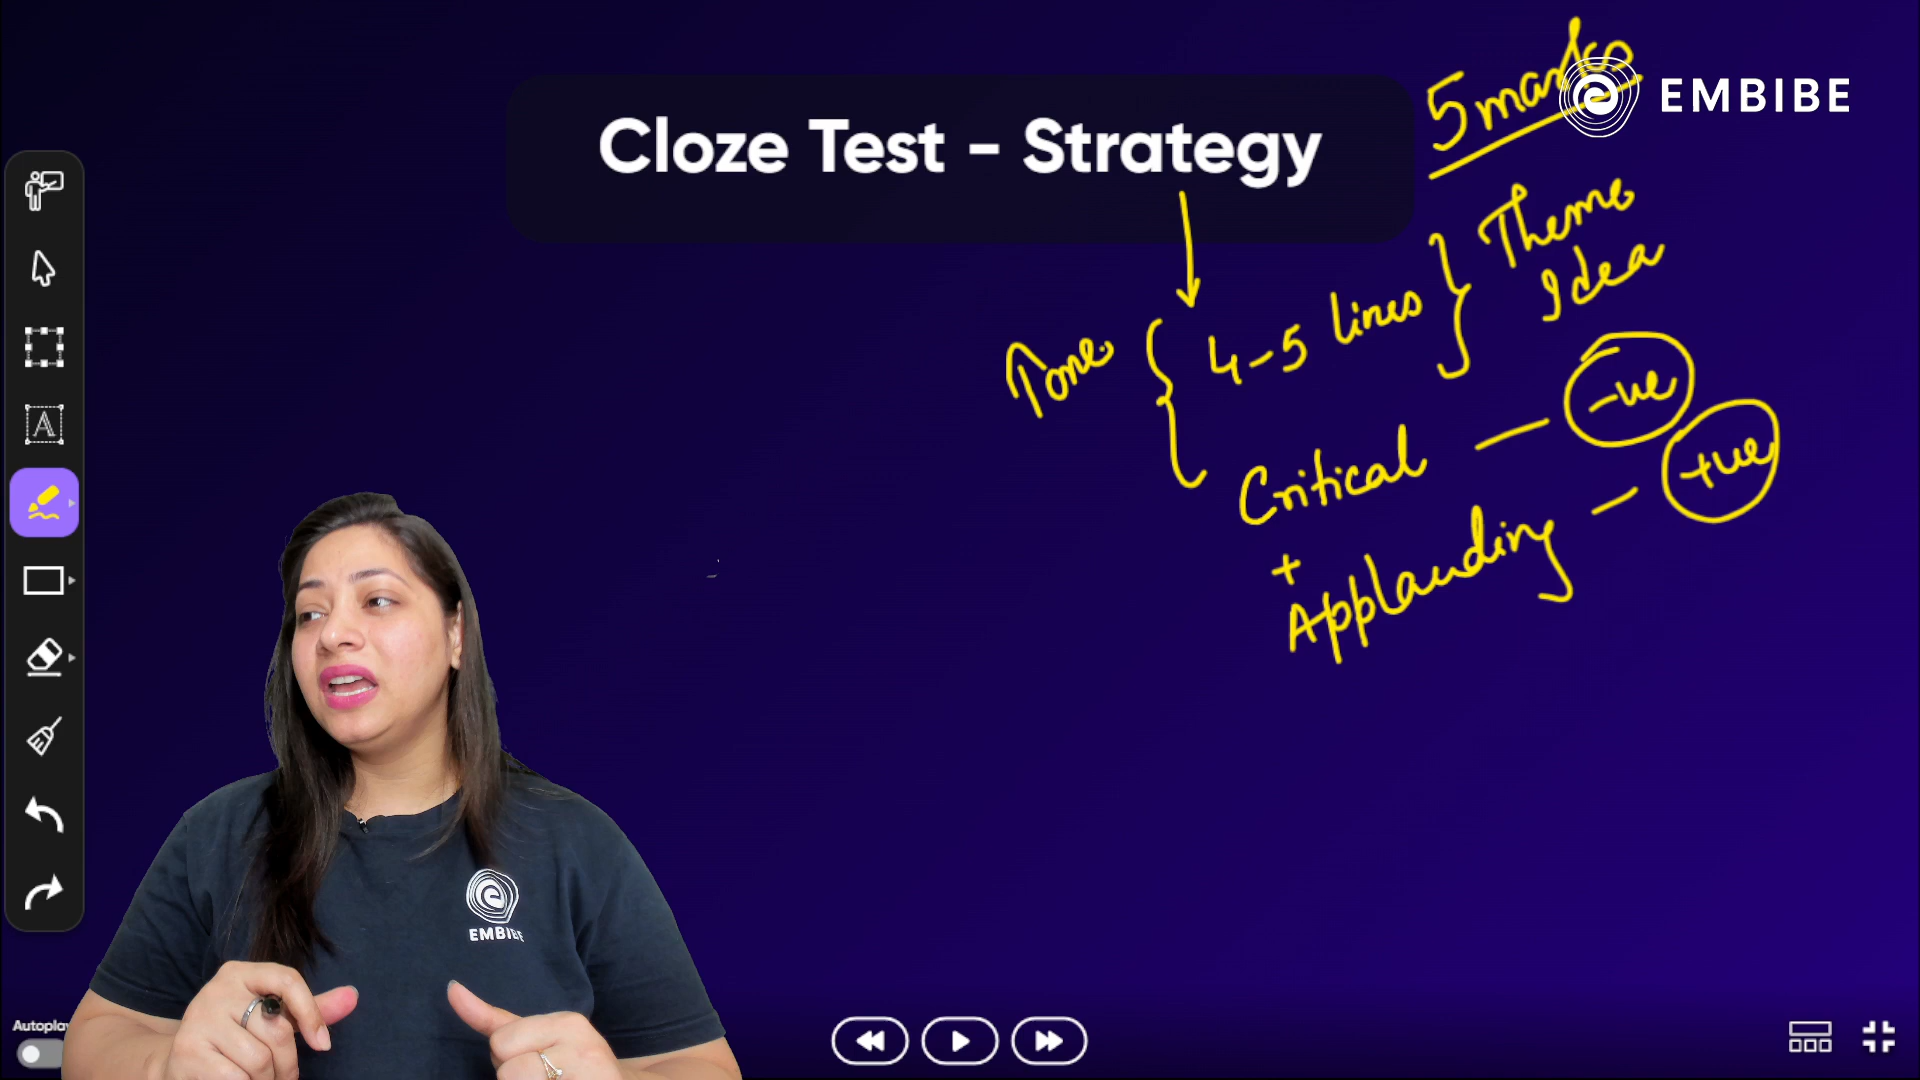 5 marks
EMBIBE
Cloze Test - Strategy
Theme
Idea
Tone
4-5 lines
Critical — -ve
+
Applauding — +ve
A
EMBIBE
Autoplay